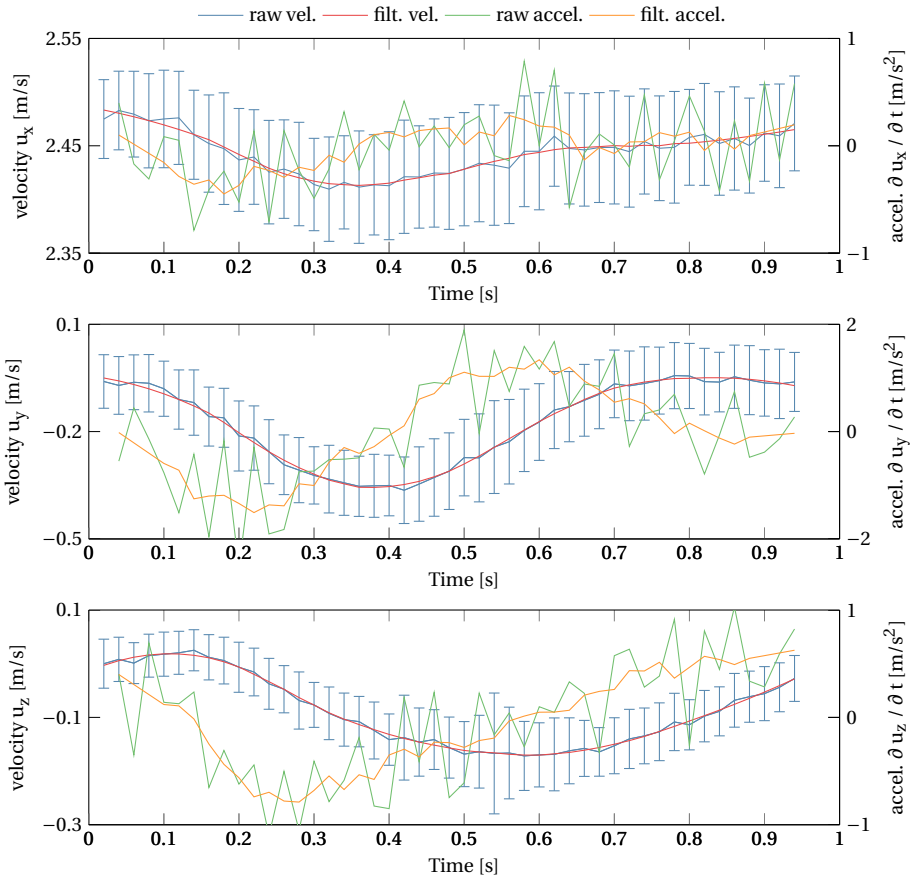 raw vel. filt. vel. raw accel. filt. accel.
2.55 1
velocity u_x [m/s] 2.45 0 accel. ∂ u_x / ∂ t [m/s²]
2.35 −1
0 0.1 0.2 0.3 0.4 0.5 0.6 0.7 0.8 0.9 1
Time [s]
0.1 2
velocity u_y [m/s] −0.2 0 accel. ∂ u_y / ∂ t [m/s²]
−0.5 −2
0 0.1 0.2 0.3 0.4 0.5 0.6 0.7 0.8 0.9 1
Time [s]
0.1 1
velocity u_z [m/s] −0.1 0 accel. ∂ u_z / ∂ t [m/s²]
−0.3 −1
0 0.1 0.2 0.3 0.4 0.5 0.6 0.7 0.8 0.9 1
Time [s]